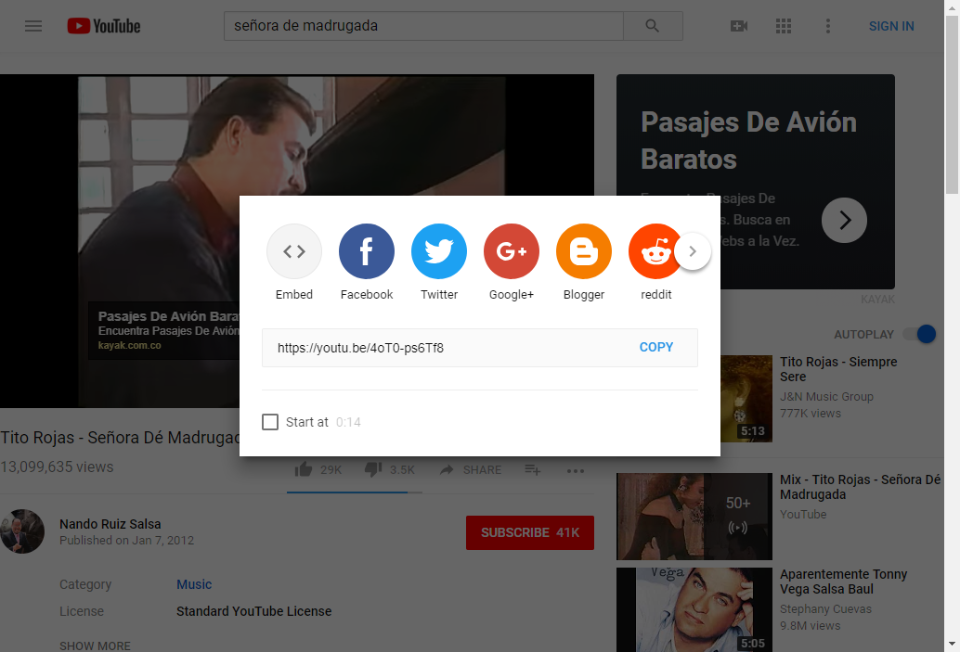 YouTube
señora de madrugada
SIGN IN
Pasajes De Avión
Baratos
Pasajes De
s. Busca en
ebs a la Vez.
KAYAK
Pasajes De Avión Barat
Encuentra Pasajes De Avión
kayak.com.co
Embed
Facebook
Twitter
G+
Google+
Blogger
reddit
https://youtu.be/4oT0-ps6Tf8
COPY
Start at 0:14
AUTOPLAY
Tito Rojas - Siempre
Sere
J&N Music Group
777K views
5:13
Tito Rojas - Señora Dé Madrugad
13,099,635 views
29K
3.5K
SHARE
Nando Ruiz Salsa
Published on Jan 7, 2012
SUBSCRIBE 41K
Category
Music
License
Standard YouTube License
SHOW MORE
50+
Mix - Tito Rojas - Señora Dé
Madrugada
YouTube
Vega
Aparentemente Tonny
Vega Salsa Baul
Stephany Cuevas
9.8M views
5:05